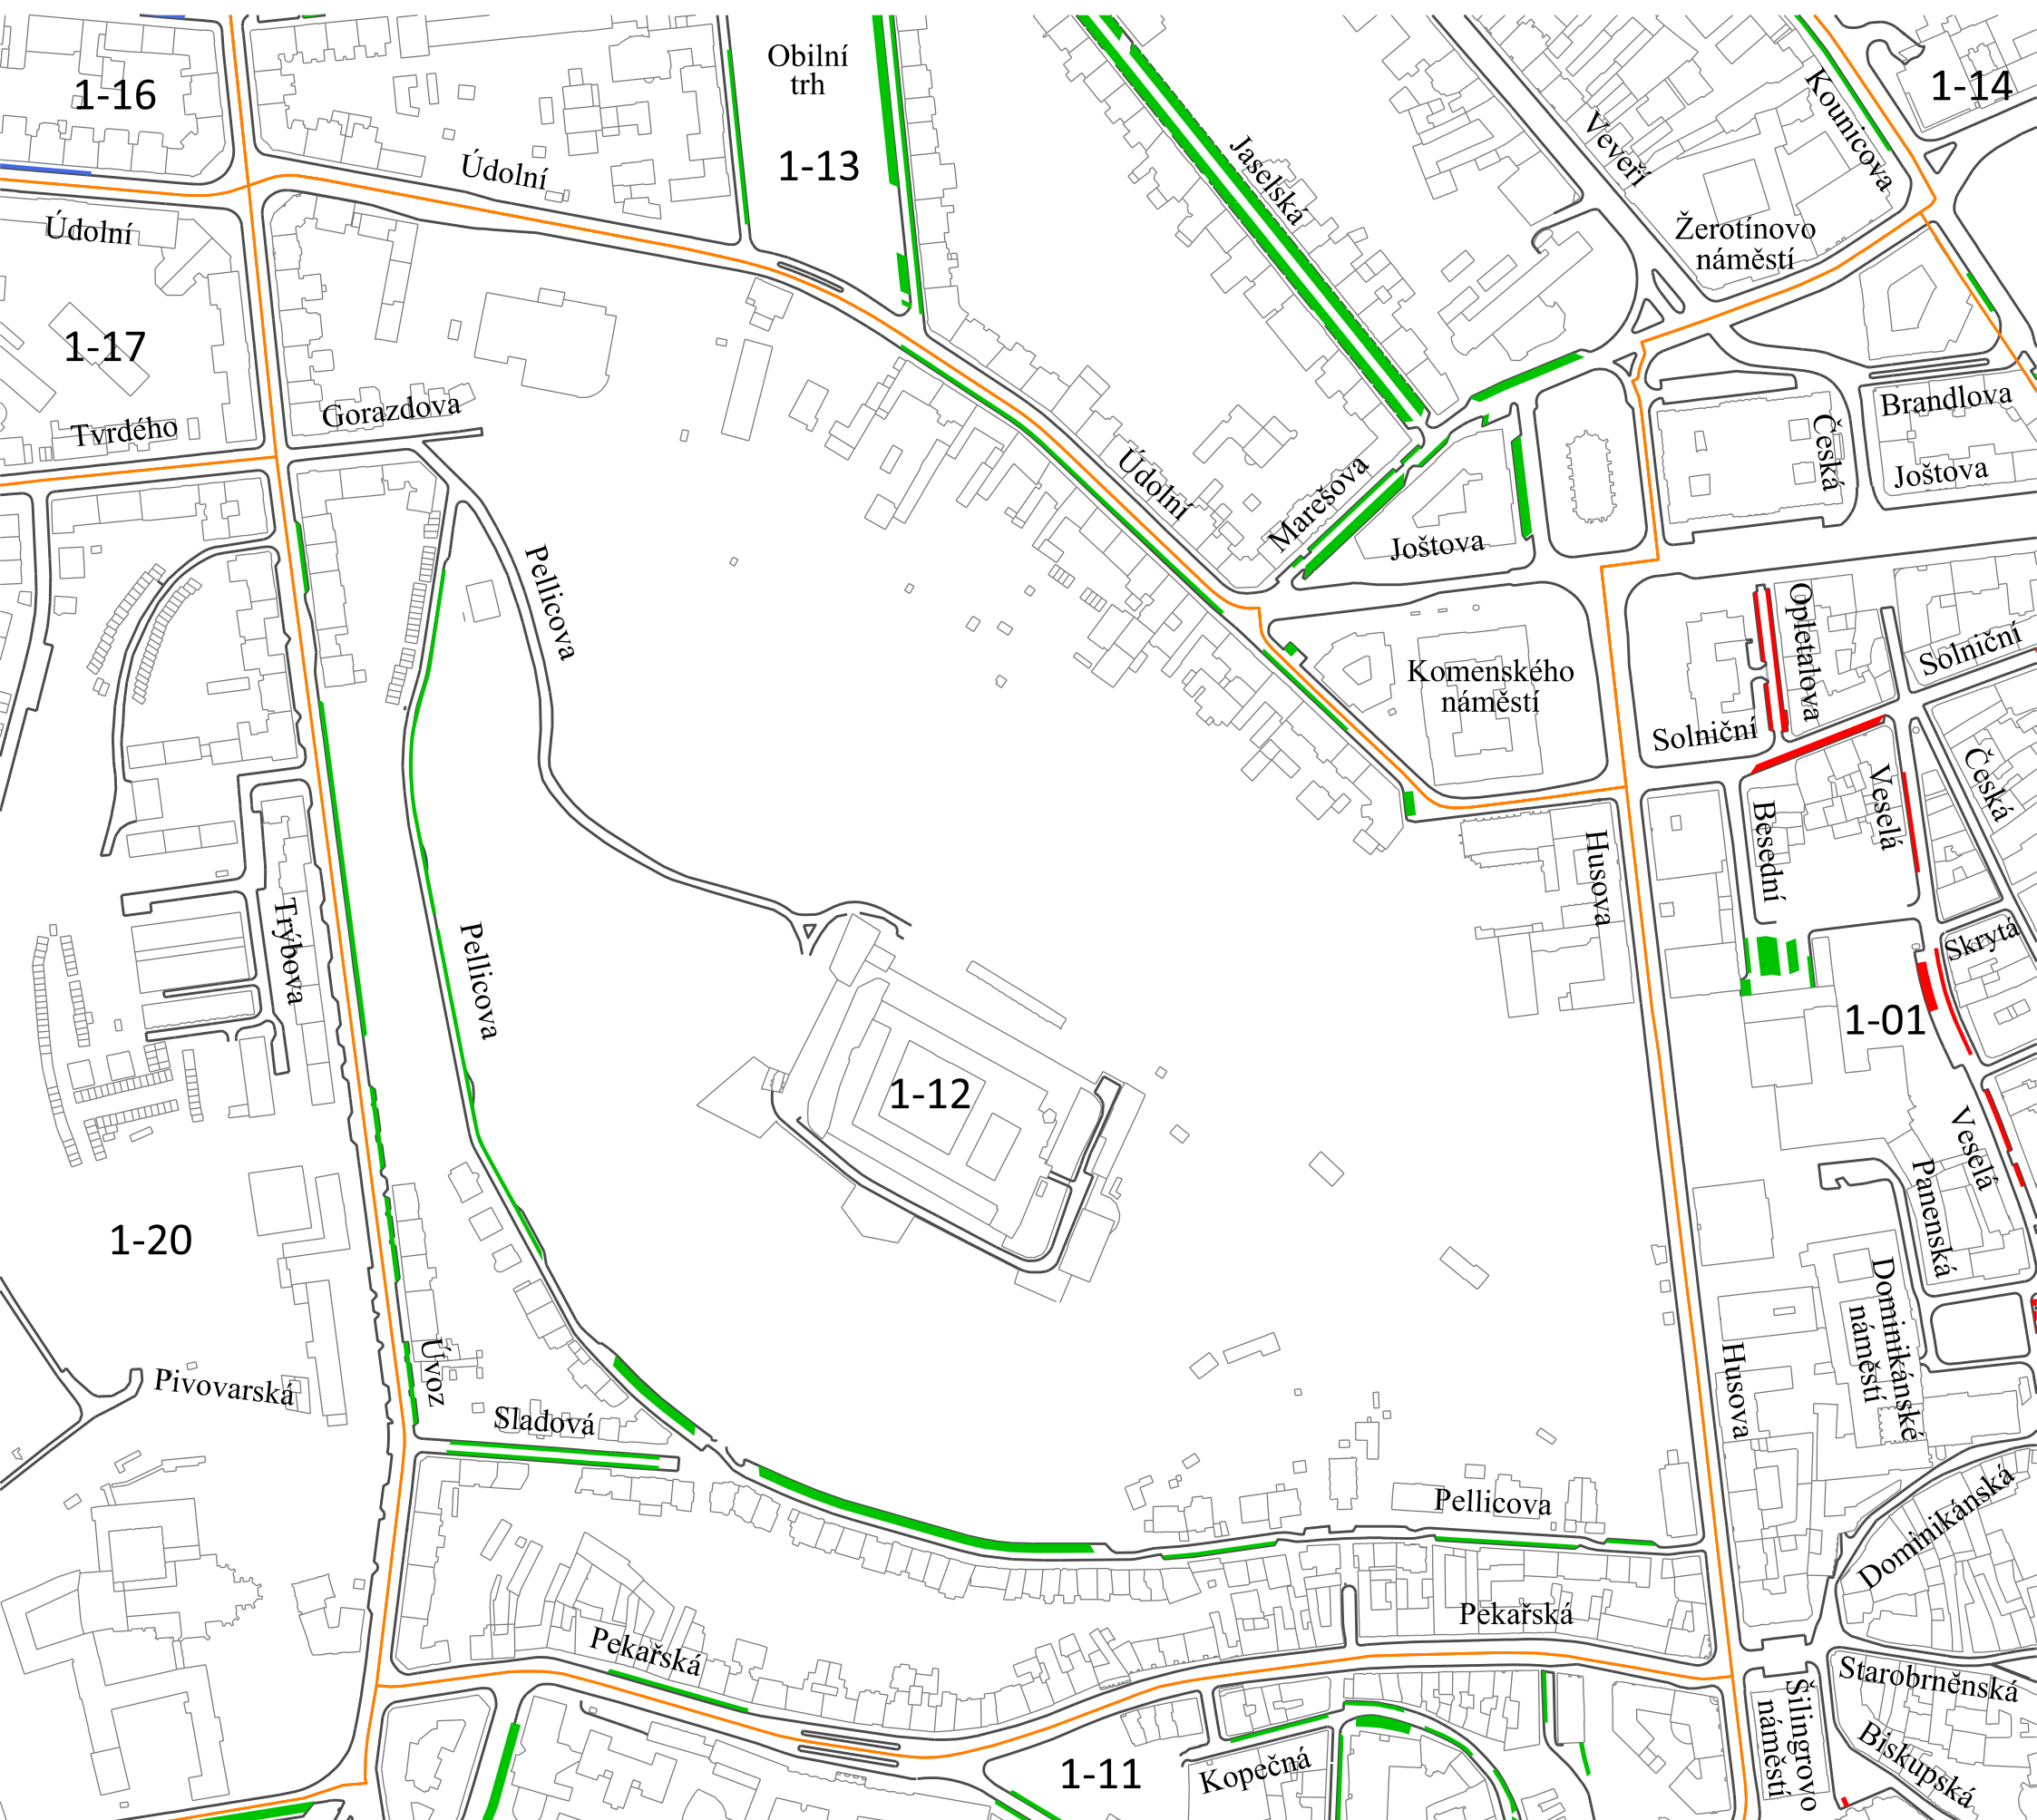 Obilní
trh
1-16
1-14
Kounicova
Veveří
Jaselská
1-13
Údolní
Údolní
Žerotínovo
náměstí
1-17
Gorazdova
Tvrdého
Brandlova
Česká
Joštova
Údolní
Marešova
Joštova
Pellicova
Opletalova
Solniční
Komenského
náměstí
Solniční
Česká
Veselá
Besední
Husova
Trýbova
Pellicova
Skrytá
1-01
1-12
Veselá
Panenská
1-20
Dominikánské
náměstí
Úvoz
Pivovarská
Husova
Sladová
Pellicova
Dominikánská
Pekařská
Pekařská
Starobrněnská
Šilingrovo
náměstí
Biskupská
1-11
Kopečná